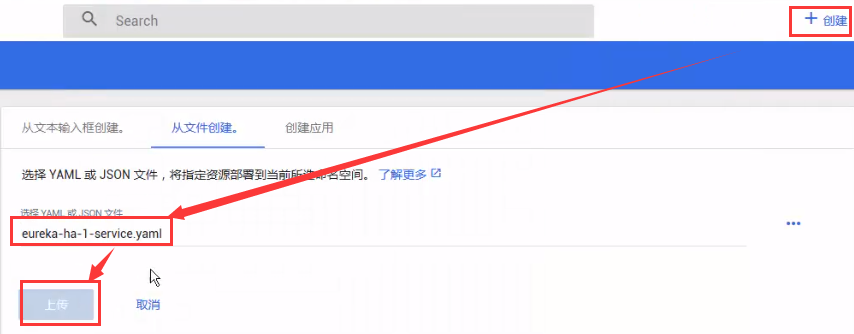 Search
+ 创建
从文本输入框创建。 从文件创建。 创建应用
选择 YAML 或 JSON 文件，将指定资源部署到当前所选命名空间。 了解更多
选择 YAML 或 JSON 文件
eureka-ha-1-service.yaml
...
上传 取消